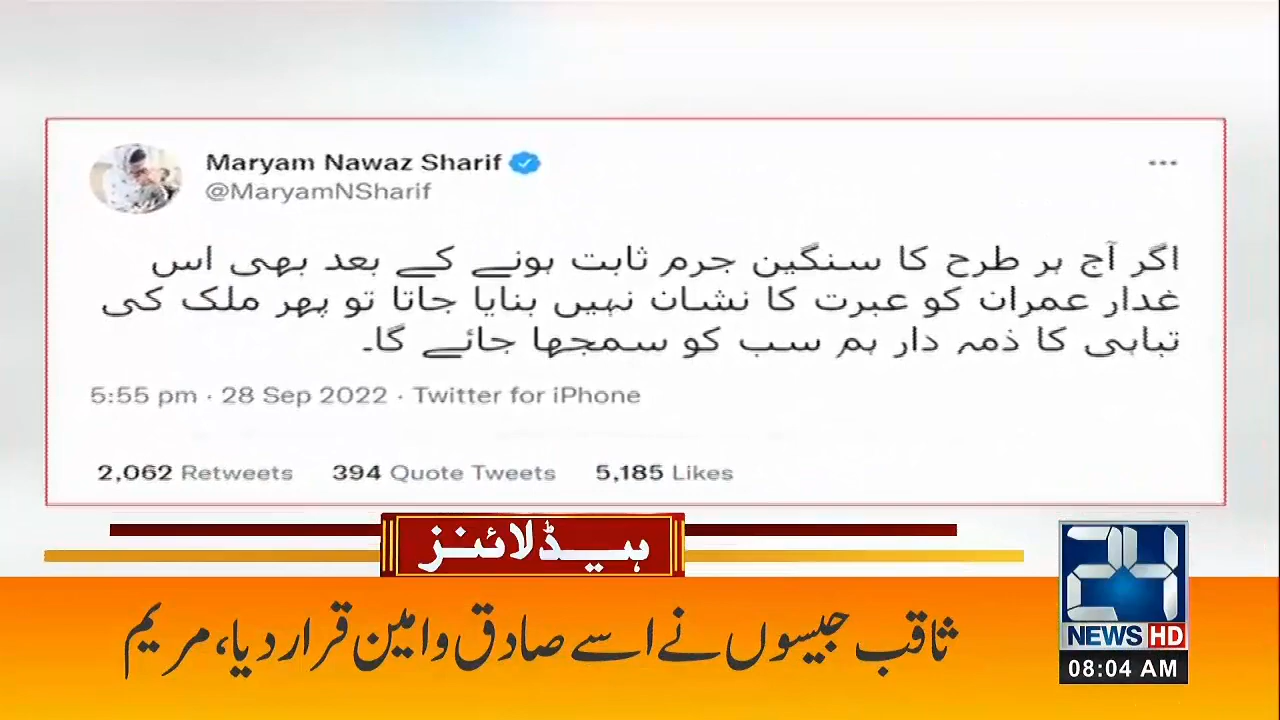 Maryam Nawaz Sharif
@MaryamNSharif
اگر آج ہر طرح کا سنگین جرم ثابت ہونے کے بعد بھی اس
غدار عمران کو عبرت کا نشان نہیں بنایا جاتا تو پھر ملک کی
تباہی کا ذمہ دار ہم سب کو سمجھا جائے گا۔
5:55 pm · 28 Sep 2022 · Twitter for iPhone
2,062 Retweets 394 Quote Tweets 5,185 Likes
ہیڈلائنز
ثاقب جیسوں نے اسے صادق و امین قرار دیا، مریم
24
NEWS HD
08:04 AM